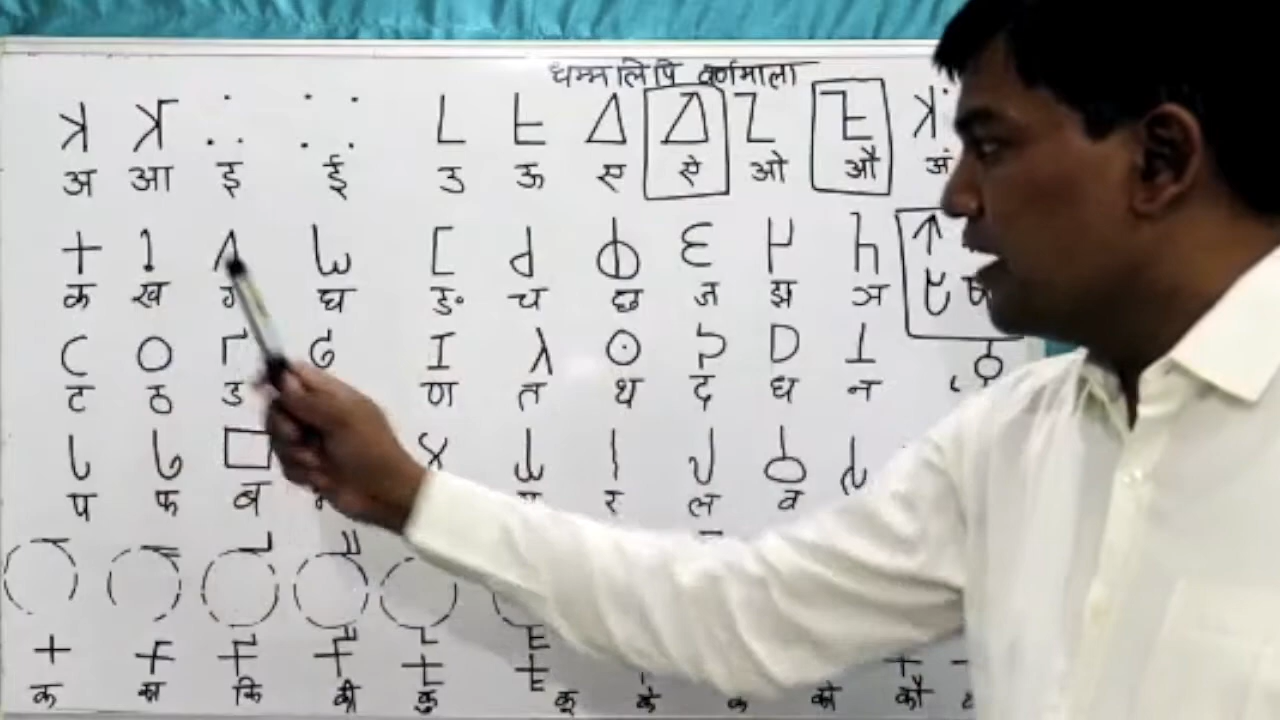 धम्मलिपि वर्णमाला
𑀅 𑀆 𑀇 𑀈 𑀉 𑀊 𑀏 𑀐 𑀑 𑀒 𑀅𑀁
अ आ इ ई उ ऊ ए ऐ ओ औ अं
𑀓 𑀔 𑀕 𑀖 𑀗 𑀘 𑀙 𑀚 𑀛 𑀜 𑀰
क ख ग घ ङ च छ ज झ ञ
𑀝 𑀞 𑀟 𑀠 𑀡 𑀢 𑀣 𑀤 𑀥 𑀦
ट ठ ड ण त थ द ध न
𑀧 𑀨 𑀩 𑀫 𑀬 𑀭 𑀮 𑀯 𑀲
प फ ब र ल व
𑀓 𑀓𑀸 𑀓𑀺 𑀓𑀻 𑀓𑀼 𑀓𑀽
क का कि की कु कू के को कौ